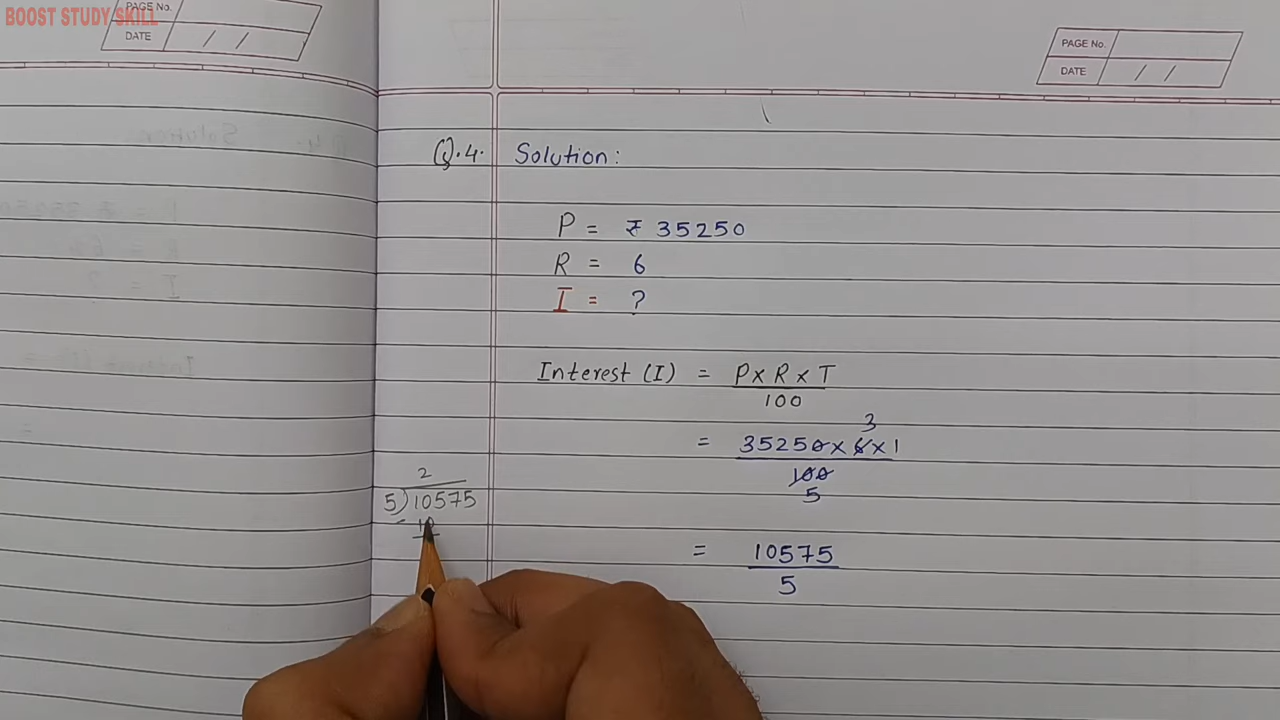 BOOST STUDY SKILL
PAGE No.
DATE / /
PAGE No.
DATE / /
Q.4. Solution:
P = ₹ 35250
R = 6
I = ?
Interest (I) = P x R x T
100
3
= 35250 x 6 x 1
100
5
2
5)10575
- 10
= 10575
5